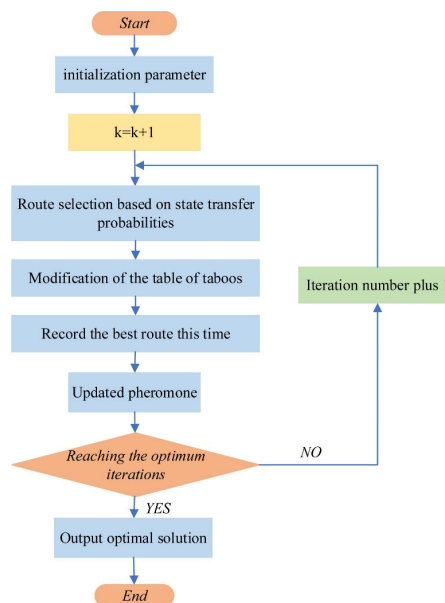 Start
initialization parameter
k=k+1
Route selection based on state transfer
probabilities
Modification of the table of taboos
Iteration number plus
Record the best route this time
Updated pheromone
Reaching the optimum
iterations
NO
YES
Output optimal solution
End